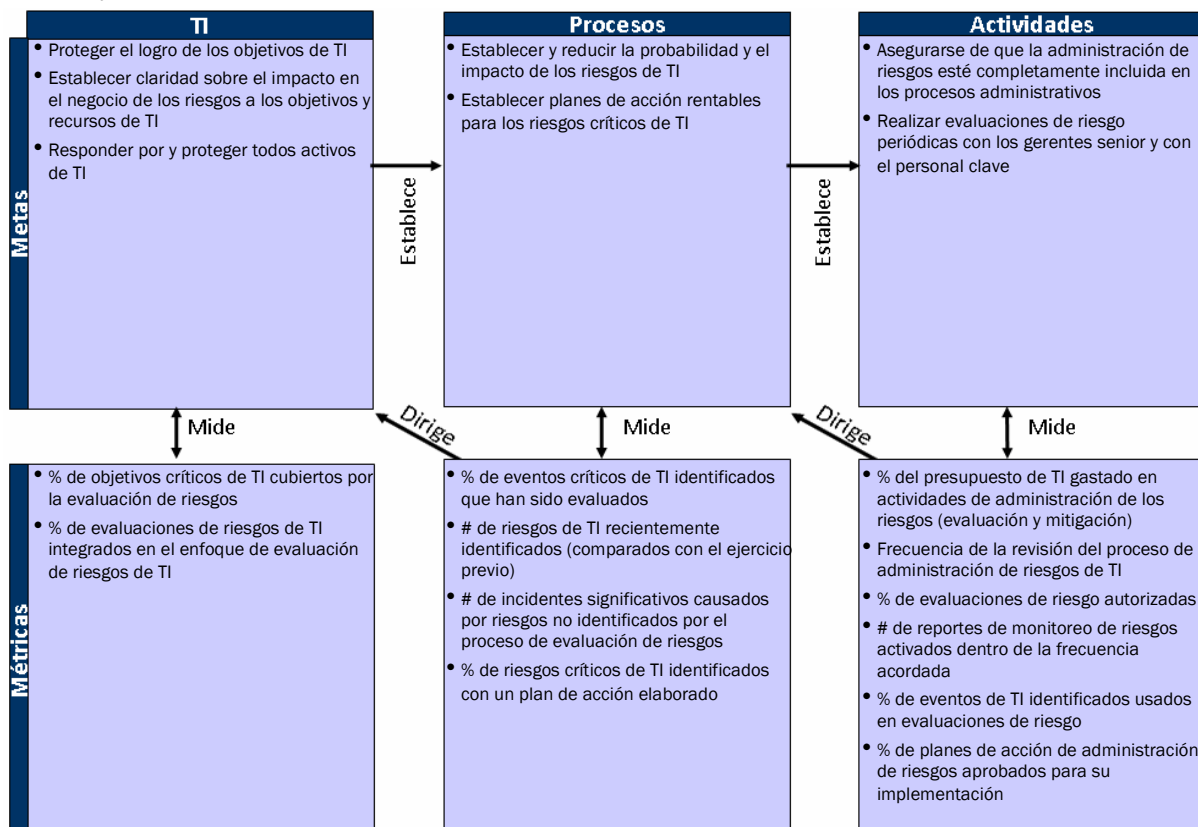 TI
Procesos
Actividades
Metas
• Proteger el logro de los objetivos de TI
• Establecer claridad sobre el impacto en
el negocio de los riesgos a los objetivos y
recursos de TI
• Responder por y proteger todos activos
de TI
Establece
• Establecer y reducir la probabilidad y el
impacto de los riesgos de TI
• Establecer planes de acción rentables
para los riesgos críticos de TI
Establece
• Asegurarse de que la administración de
riesgos esté completamente incluida en
los procesos administrativos
• Realizar evaluaciones de riesgo
periódicas con los gerentes senior y con
el personal clave
Mide
Dirige
Mide
Dirige
Mide
Métricas
• % de objetivos críticos de TI cubiertos por
la evaluación de riesgos
• % de evaluaciones de riesgos de TI
integrados en el enfoque de evaluación
de riesgos de TI
• % de eventos críticos de TI identificados
que han sido evaluados
• # de riesgos de TI recientemente
identificados (comparados con el ejercicio
previo)
• # de incidentes significativos causados
por riesgos no identificados por el
proceso de evaluación de riesgos
• % de riesgos críticos de TI identificados
con un plan de acción elaborado
• % del presupuesto de TI gastado en
actividades de administración de los
riesgos (evaluación y mitigación)
• Frecuencia de la revisión del proceso de
administración de riesgos de TI
• % de evaluaciones de riesgo autorizadas
• # de reportes de monitoreo de riesgos
activados dentro de la frecuencia
acordada
• % de eventos de TI identificados usados
en evaluaciones de riesgo
• % de planes de acción de administración
de riesgos aprobados para su
implementación